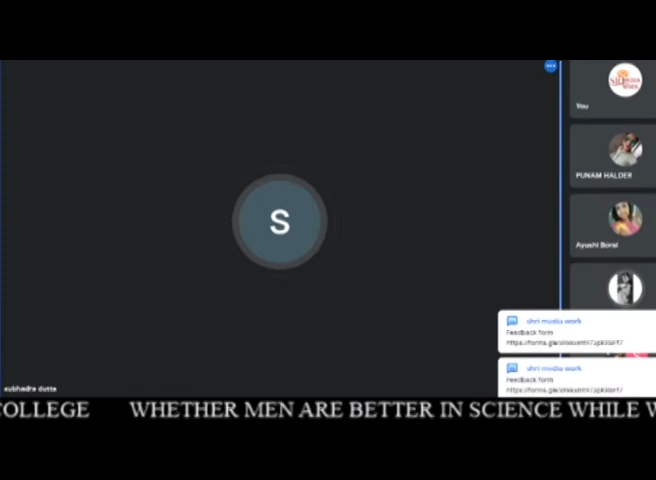 You
PUNAM HALDER
Ayushi Boral
S
shri media work
Feedback form
shri media work
Feedback form
subhadra dutta
COLLEGE WHETHER MEN ARE BETTER IN SCIENCE WHILE W